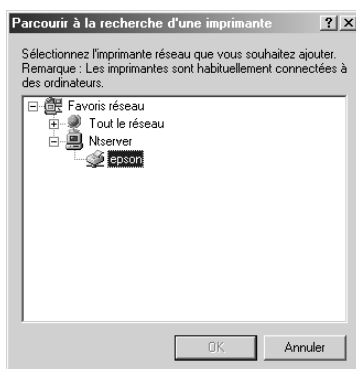 Parcourir à la recherche d'une imprimante
Sélectionnez l'imprimante réseau que vous souhaitez ajouter.
Remarque : Les imprimantes sont habituellement connectées à
des ordinateurs.
Favoris réseau
Tout le réseau
Ntserver
epson
OK
Annuler